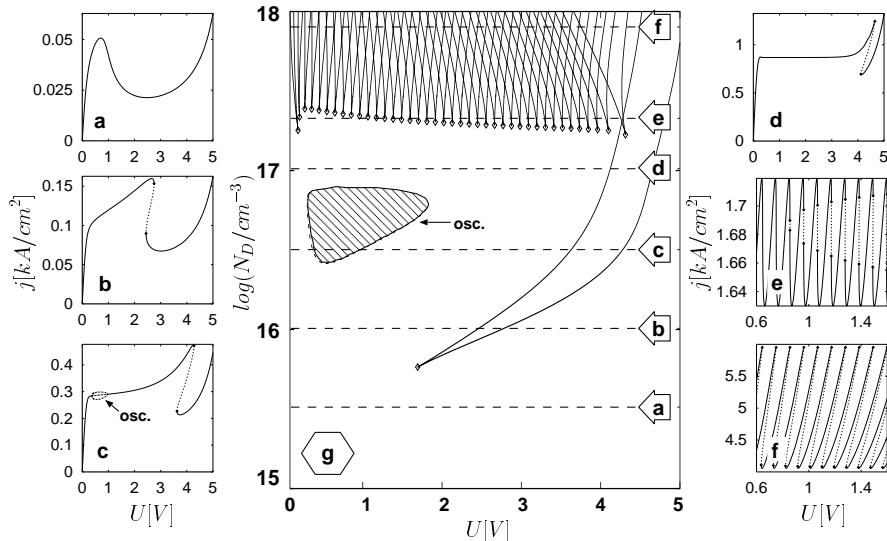 0.05
0.025
0
a
0 1 2 3 4 5
0.15
0.1
0.05
0
b
0 1 2 3 4 5
j[kA/cm²]
0.4
0.3
0.2
0.1
0
osc.
c
0 1 2 3 4 5
U[V]
18
17
16
15
log(N_D/cm⁻³)
osc.
f
e
d
c
b
a
g
0 1 2 3 4 5
U[V]
1
0.5
0
d
0 1 2 3 4 5
j[kA/cm²]
1.7
1.68
1.66
1.64
e
0.6 1 1.4
5
4
f
0.6 1 1.4
U[V]